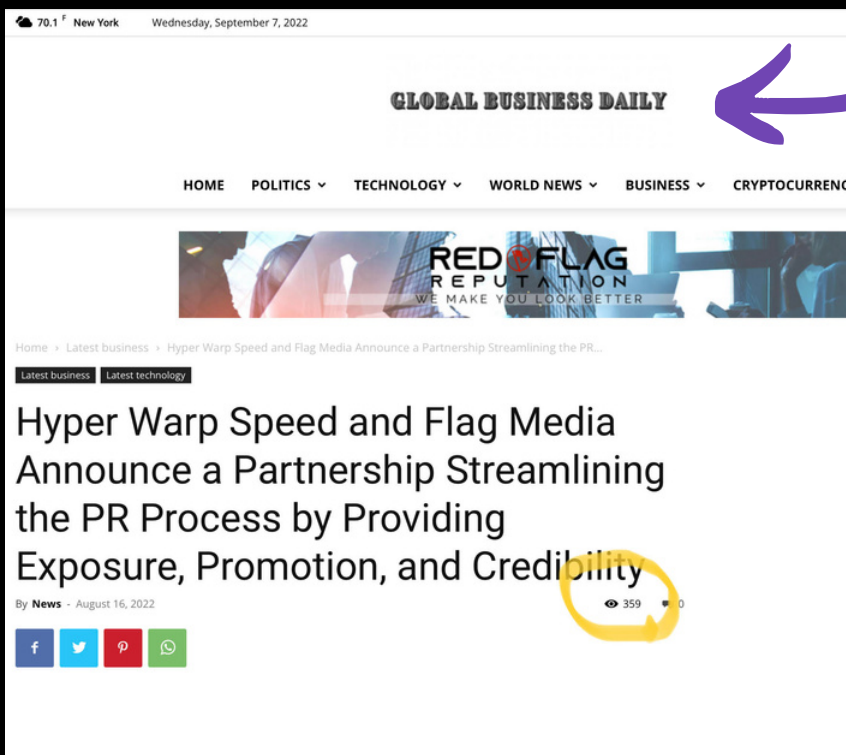 70.1 F New York Wednesday, September 7, 2022
GLOBAL BUSINESS DAILY
HOME POLITICS TECHNOLOGY WORLD NEWS BUSINESS
RED FLAG
REPUTATION
WE MAKE YOU LOOK BETTER
Home › Latest business › Hyper Warp Speed and Flag Media Announce a Partnership Streamlining the PR...
Latest business Latest technology
Hyper Warp Speed and Flag Media
Announce a Partnership Streamlining
the PR Process by Providing
Exposure, Promotion, and Credibility
By News - August 16, 2022 359 0